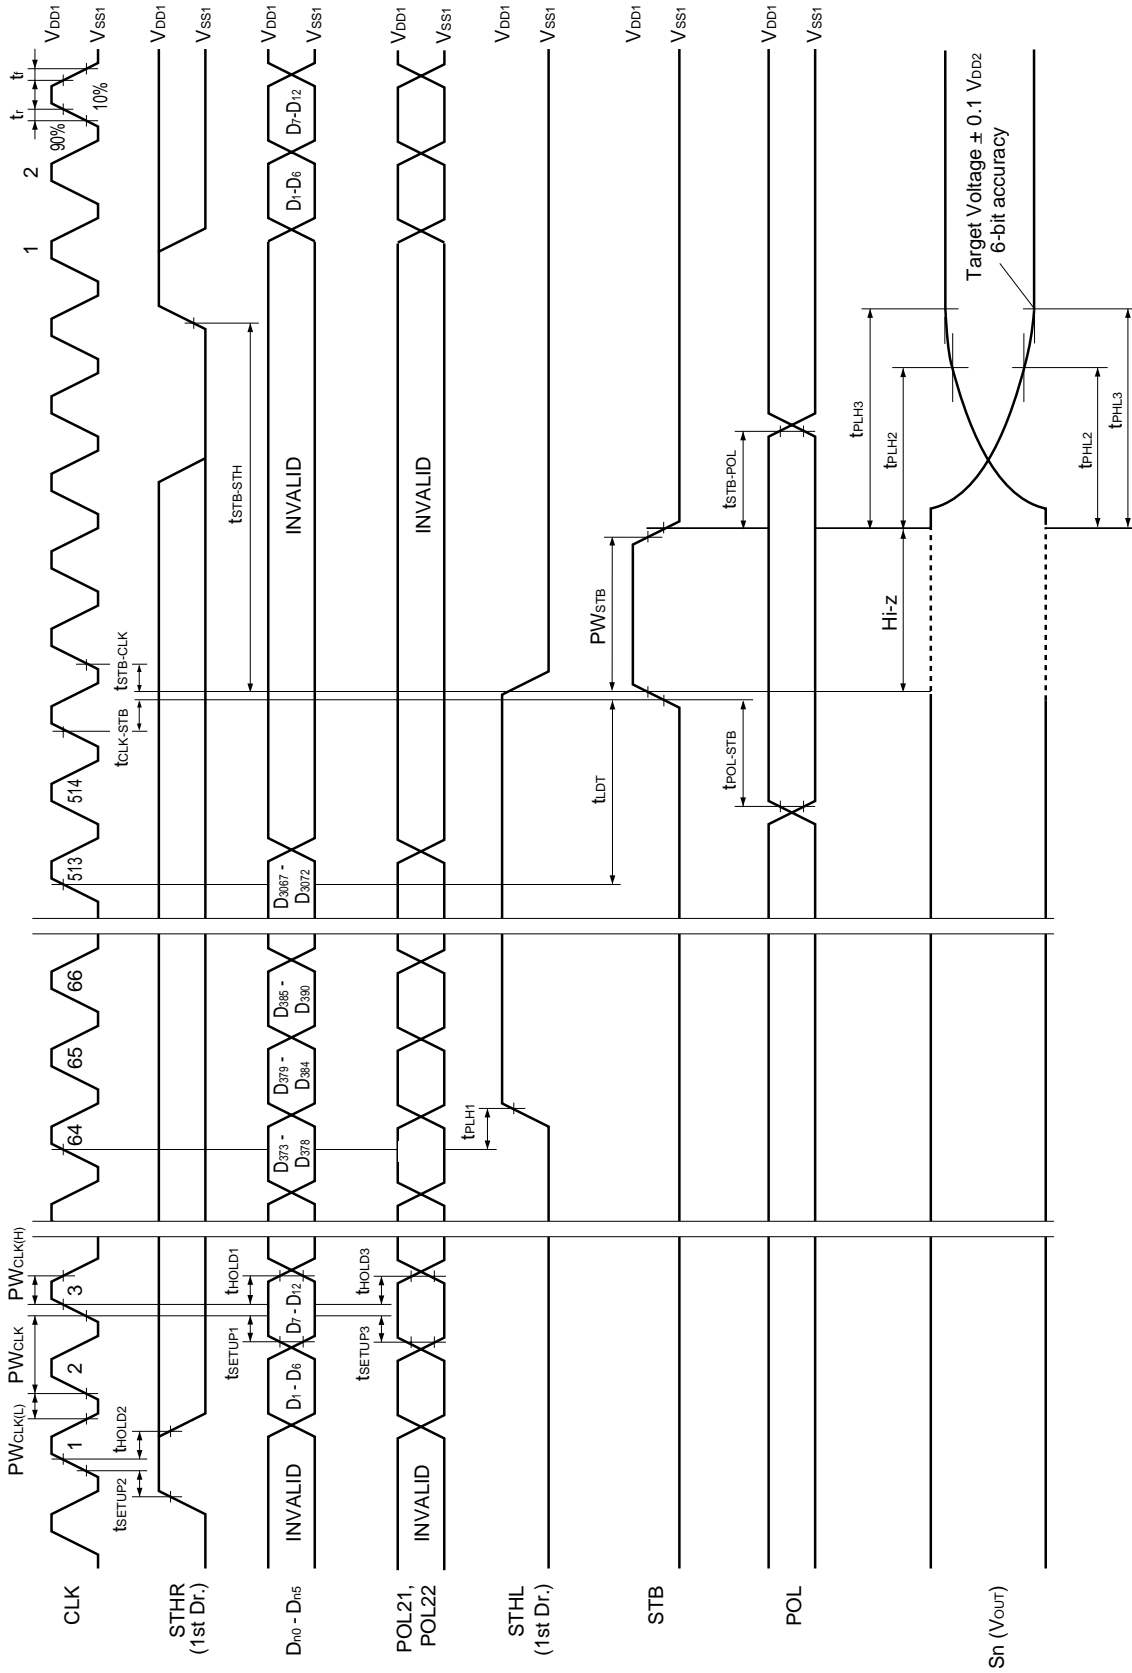 CLK
PWCLK(L)
PWCLK
PWCLK(H)
1
2
3
64
65
66
513
514
1
2
tr
tf
90%
10%
VDD1
VSS1
tSETUP2
tHOLD2
tCLK-STB
tSTB-CLK
STHR
(1st Dr.)
VDD1
VSS1
tSETUP1
tHOLD1
tSTB-STH
Dn0 - Dn5
INVALID
D1 - D6
D7 - D12
D373 -
D378
D379 -
D384
D385 -
D390
D3067 -
D3072
INVALID
D1-D6
D7-D12
VDD1
VSS1
tSETUP3
tHOLD3
POL21,
POL22
INVALID
INVALID
VDD1
VSS1
tPLH1
STHL
(1st Dr.)
VDD1
VSS1
tLDT
PWSTB
STB
VDD1
VSS1
tPOL-STB
tSTB-POL
POL
VDD1
VSS1
Hi-z
tPLH2
tPLH3
Sn (VOUT)
Target Voltage ± 0.1 VDD2
6-bit accuracy
tPHL2
tPHL3